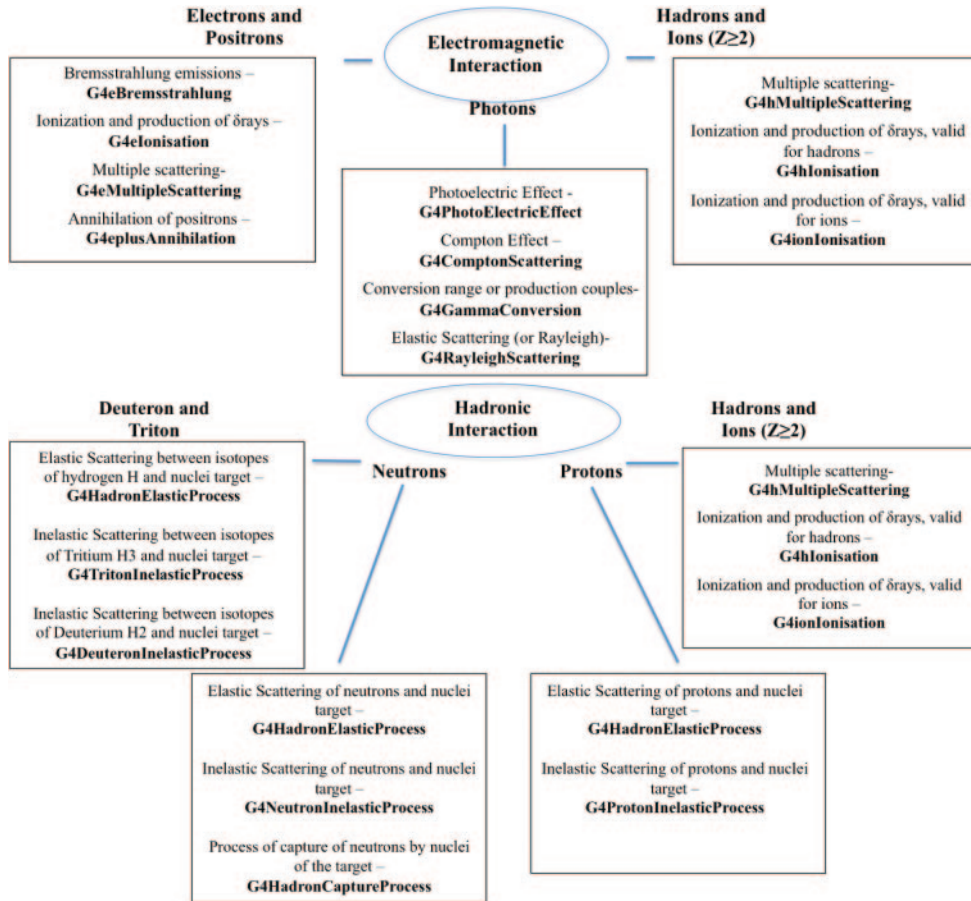 Electrons and
Positrons
Bremsstrahlung emissions –
G4eBremsstrahlung
Ionization and production of δrays –
G4eIonisation
Multiple scattering-
G4eMultipleScattering
Annihilation of positrons –
G4eplusAnnihilation
Electromagnetic
Interaction
Photons
Photoelectric Effect -
G4PhotoElectricEffect
Compton Effect –
G4ComptonScattering
Conversion range or production couples-
G4GammaConversion
Elastic Scattering (or Rayleigh)-
G4RayleighScattering
Hadrons and
Ions (Z≥2)
Multiple scattering-
G4hMultipleScattering
Ionization and production of δrays, valid
for hadrons –
G4hIonisation
Ionization and production of δrays, valid
for ions –
G4ionIonisation
Hadronic
Interaction
Deuteron and
Triton
Elastic Scattering between isotopes
of hydrogen H and nuclei target –
G4HadronElasticProcess
Inelastic Scattering between isotopes
of Tritium H3 and nuclei target –
G4TritonInelasticProcess
Inelastic Scattering between isotopes
of Deuterium H2 and nuclei target –
G4DeuteronInelasticProcess
Neutrons
Elastic Scattering of neutrons and nuclei
target –
G4HadronElasticProcess
Inelastic Scattering of neutrons and nuclei
target –
G4NeutronInelasticProcess
Process of capture of neutrons by nuclei
of the target –
G4HadronCaptureProcess
Protons
Elastic Scattering of protons and nuclei
target –
G4HadronElasticProcess
Inelastic Scattering of protons and nuclei
target –
G4ProtonInelasticProcess
Hadrons and
Ions (Z≥2)
Multiple scattering-
G4hMultipleScattering
Ionization and production of δrays, valid
for hadrons –
G4hIonisation
Ionization and production of δrays, valid
for ions –
G4ionIonisation